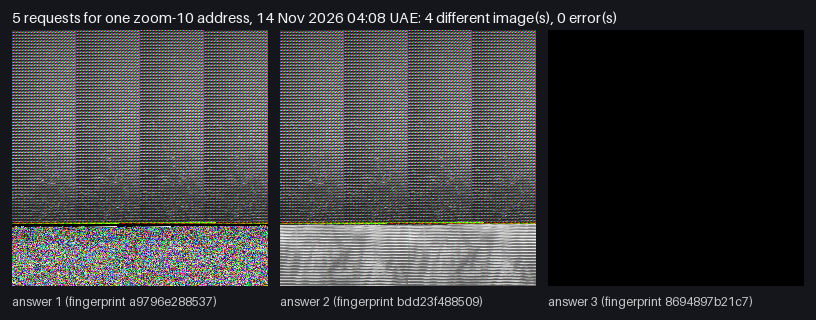 5 requests for one zoom-10 address, 14 Nov 2026 04:08 UAE: 4 different image(s), 0 error(s)
answer 1 (fingerprint a9796e288537)
answer 2 (fingerprint bdd23f488509)
answer 3 (fingerprint 8694897b21c7)